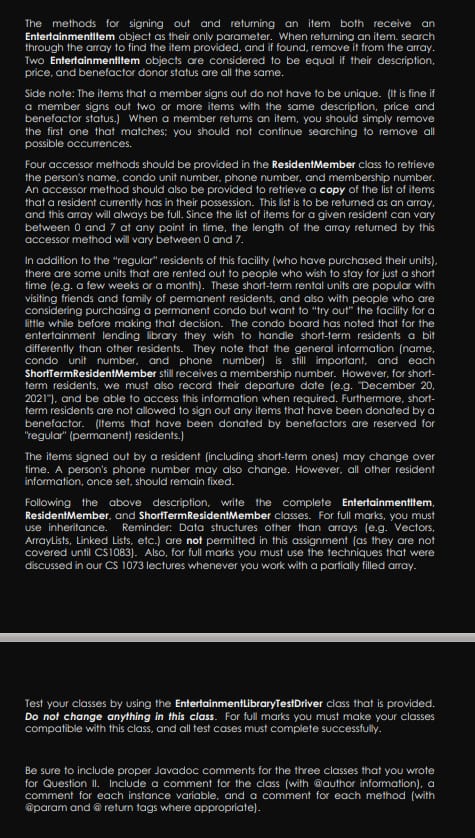 The methods for signing out and returning an item both receive an
EntertainmentItem object as their only parameter. When returning an item, search
through the array to find the item provided, and if found, remove it from the array.
Two EntertainmentItem objects are considered to be equal if their description,
price, and benefactor donor status are all the same.
Side note: The items that a member signs out do not have to be unique. (It is fine if
a member signs out two or more items with the same description, price and
benefactor status.) When a member returns an item, you should simply remove
the first one that matches; you should not continue searching to remove all
possible occurrences.
Four accessor methods should be provided in the ResidentMember class to retrieve
the person's name, condo unit number, phone number, and membership number.
An accessor method should also be provided to retrieve a copy of the list of items
that a resident currently has in their possession. This list is to be returned as an array,
and this array will always be full. Since the list of items for a given resident can vary
between 0 and 7 at any point in time, the length of the array returned by this
accessor method will vary between 0 and 7.
In addition to the "regular" residents of this facility (who have purchased their units),
there are some units that are rented out to people who wish to stay for just a short
time (e.g. a few weeks or a month). These short-term rental units are popular with
visiting friends and family of permanent residents, and also with people who are
considering purchasing a permanent condo but want to "try out" the facility for a
little while before making that decision. The condo board has noted that for the
entertainment lending library they wish to handle short-term residents a bit
differently than other residents. They note that the general information (name,
condo unit number, and phone number) is still important, and each
ShortTermResidentMember still receives a membership number. However, for short-
term residents, we must also record their departure date (e.g. "December 20,
2021"), and be able to access this information when required. Furthermore, short-
term residents are not allowed to sign out any items that have been donated by a
benefactor. (Items that have been donated by benefactors are reserved for
"regular" (permanent) residents.)
The items signed out by a resident (including short-term ones) may change over
time. A person's phone number may also change. However, all other resident
information, once set, should remain fixed.
Following the above description, write the complete EntertainmentItem,
ResidentMember, and ShortTermResidentMember classes. For full marks, you must
use inheritance. Reminder: Data structures other than arrays (e.g. Vectors,
ArrayLists, Linked Lists, etc.) are not permitted in this assignment (as they are not
covered until CS1083). Also, for full marks you must use the techniques that were
discussed in our CS 1073 lectures whenever you work with a partially filled array.
Test your classes by using the EntertainmentLibraryTestDriver class that is provided.
Do not change anything in this class. For full marks you must make your classes
compatible with this class, and all test cases must complete successfully.
Be sure to include proper Javadoc comments for the three classes that you wrote
for Question II. Include a comment for the class (with @author information), a
comment for each instance variable, and a comment for each method (with
@param and @ return tags where appropriate).